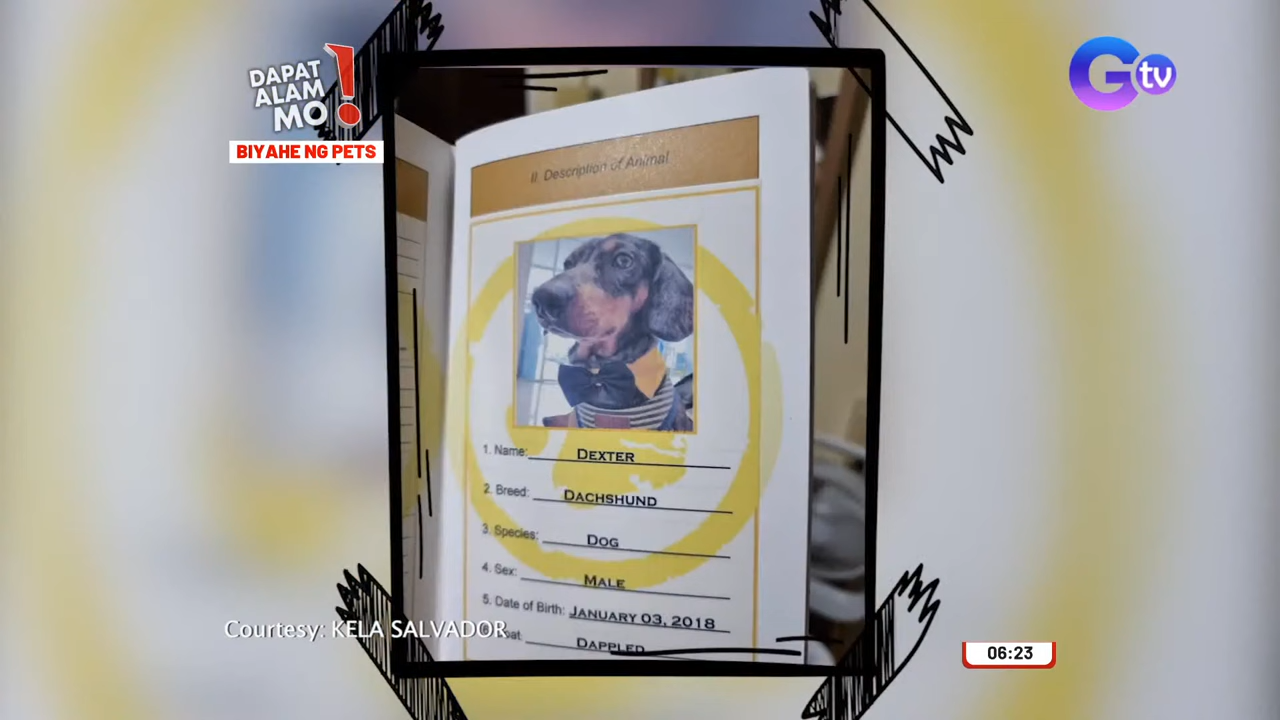 DAPAT
ALAM
MO!
BIYAHE NG PETS
Gtv
II. Description of Animal
1. Name: DEXTER
2. Breed: DACHSHUND
3. Species: DOG
4. Sex: MALE
5. Date of Birth: JANUARY 03, 2018
DAPPLED
Courtesy: KELA SALVADOR
06:23